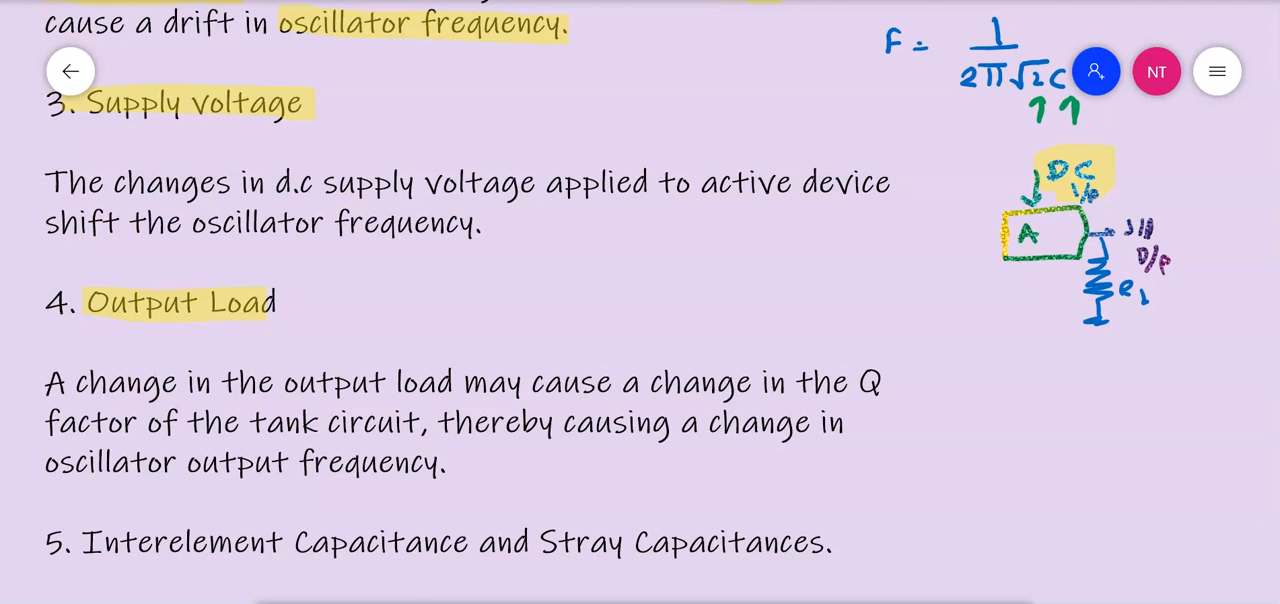 cause a drift in oscillator frequency.
3. Supply voltage
The changes in d.c supply voltage applied to active device
shift the oscillator frequency.
4. Output Load
A change in the output load may cause a change in the Q
factor of the tank circuit, thereby causing a change in
oscillator output frequency.
5. Interelement Capacitance and Stray Capacitances.
F = 1
2π√LC
NT
DC
I/P
A
O/P
RL